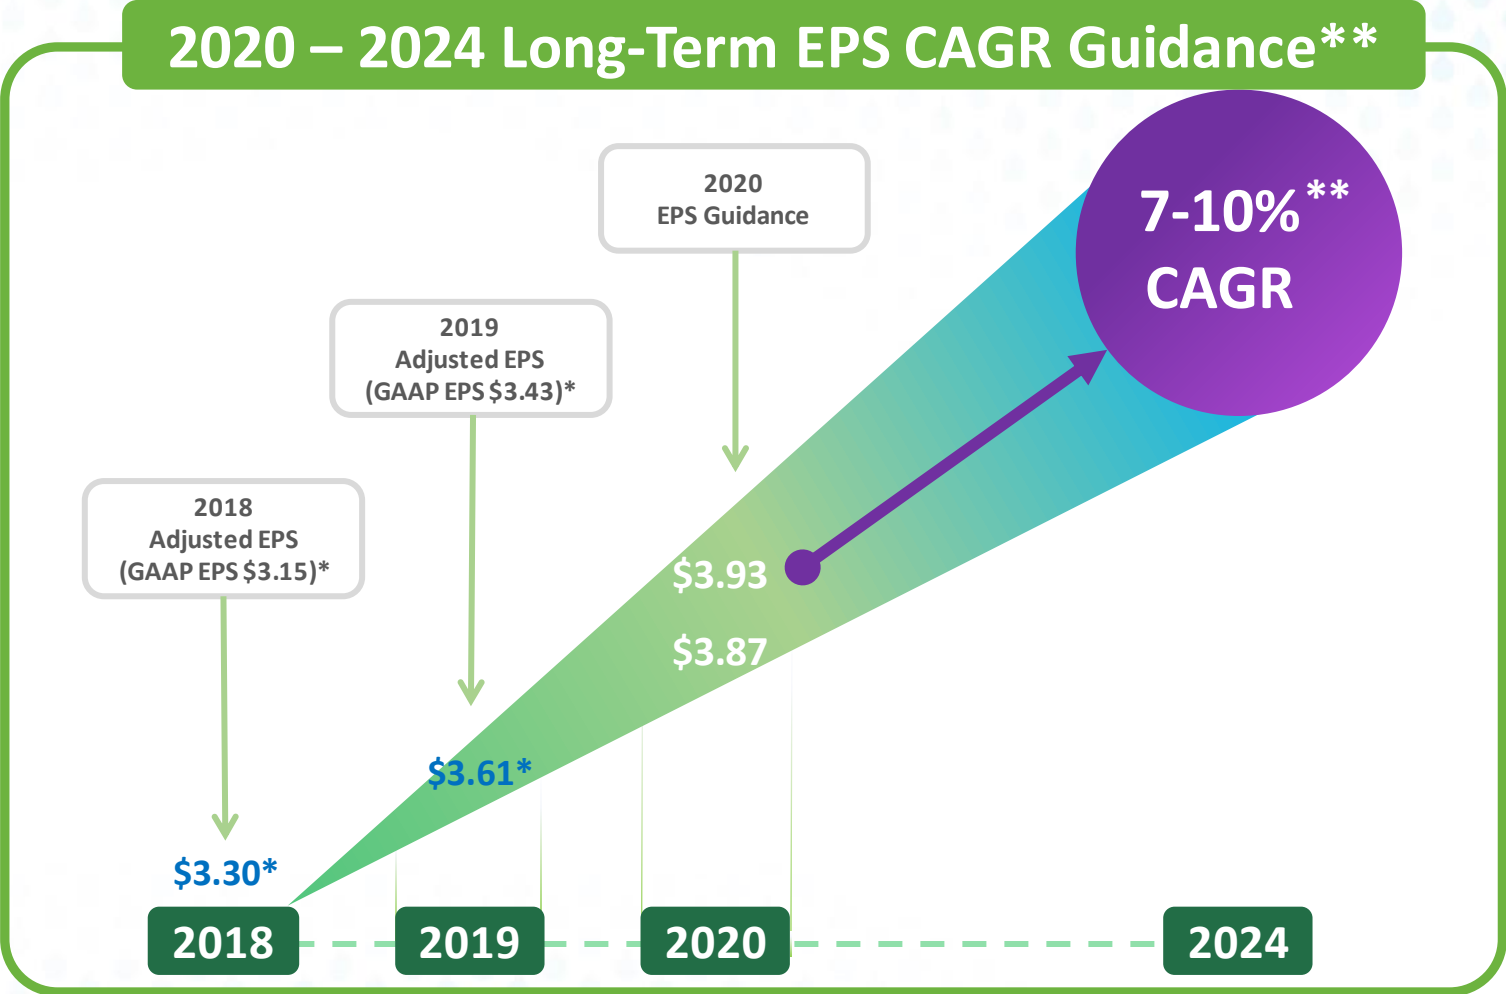 2020 – 2024 Long-Term EPS CAGR Guidance**
7-10%**
CAGR
2020
EPS Guidance
2019
Adjusted EPS
(GAAP EPS $3.43)*
2018
Adjusted EPS
(GAAP EPS $3.15)*
$3.93
$3.87
$3.61*
$3.30*
2018
2019
2020
2024